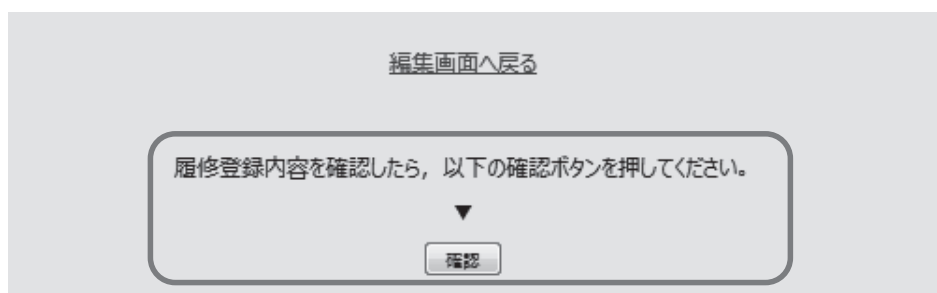 編集画面へ戻る
履修登録内容を確認したら，以下の確認ボタンを押してください。
▼
確認